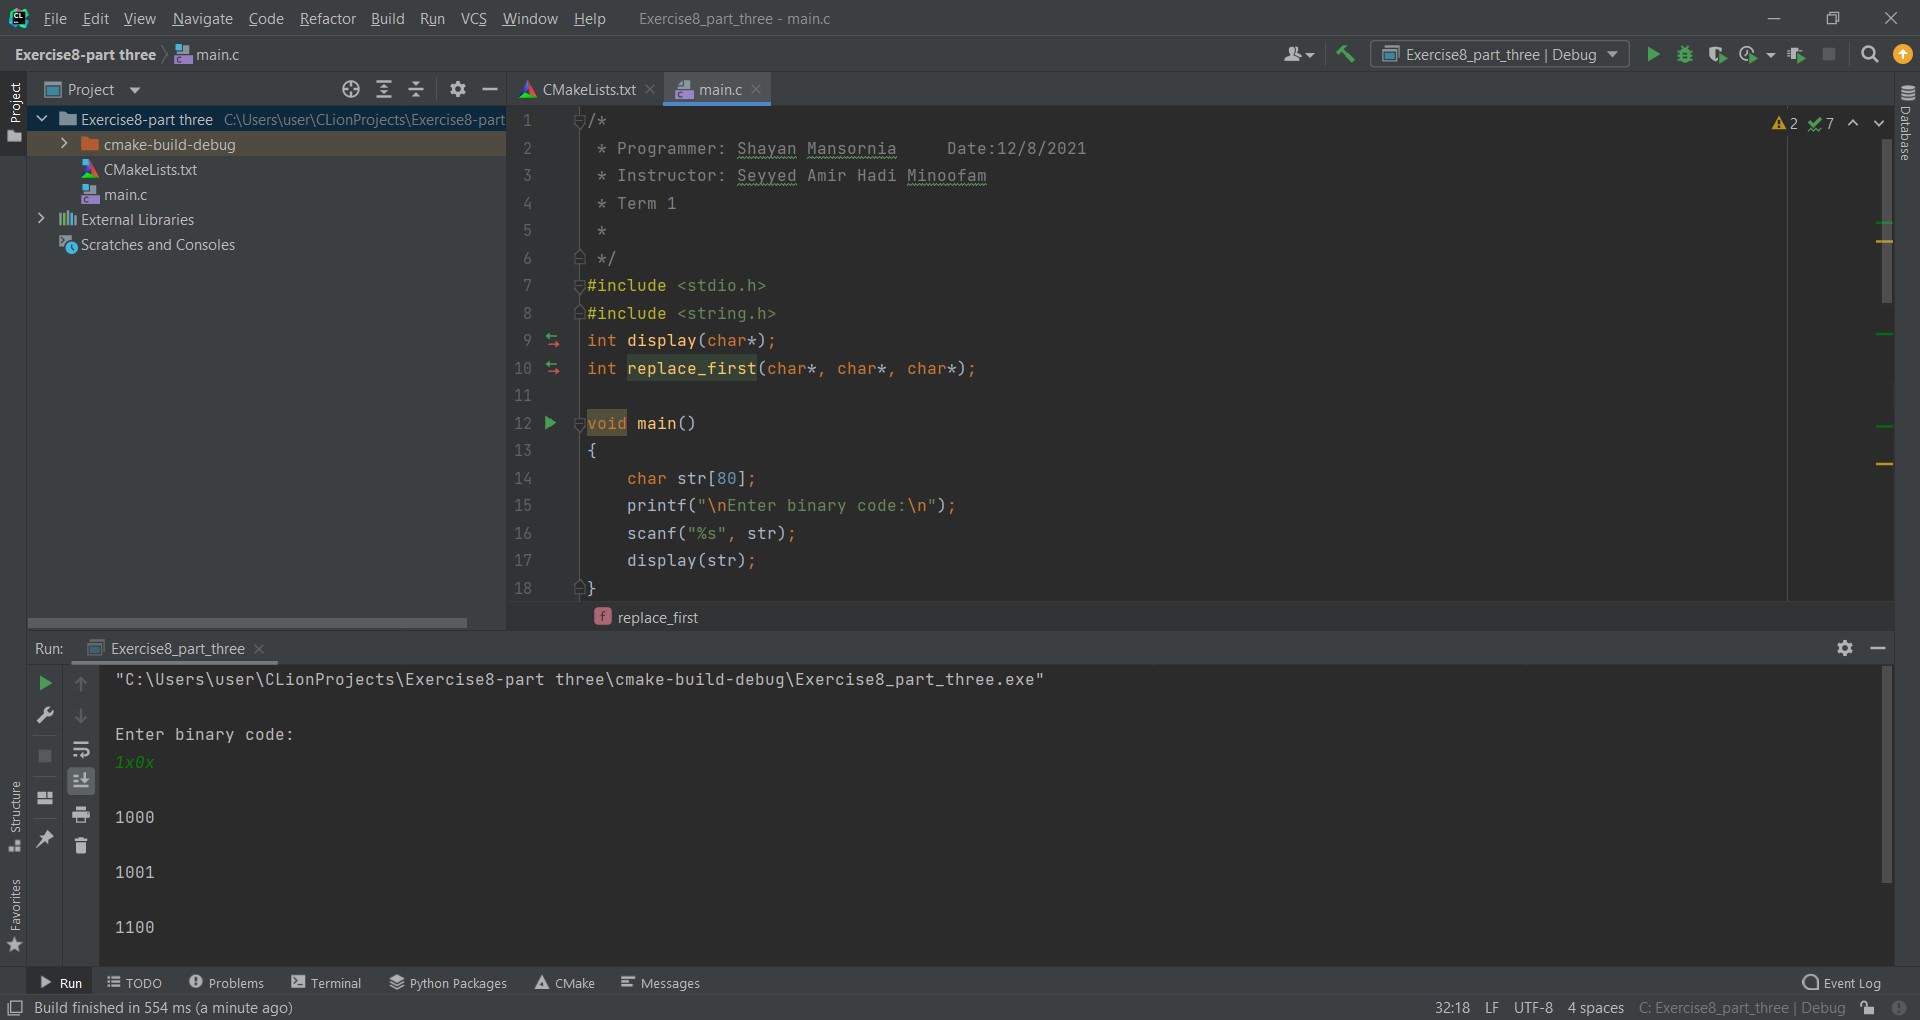 File Edit View Navigate Code Refactor Build Run VCS Window Help Exercise8_part_three - main.c
Exercise8-part three main.c Exercise8_part_three | Debug
Project
Project CMakeLists.txt main.c
Exercise8-part three C:\Users\user\CLionProjects\Exercise8-part
cmake-build-debug
CMakeLists.txt
main.c
External Libraries
Scratches and Consoles
2 7
Database
1 /*
2 * Programmer: Shayan Mansornia Date:12/8/2021
3 * Instructor: Seyyed Amir Hadi Minoofam
4 * Term 1
5 *
6 */
7 #include <stdio.h>
8 #include <string.h>
9 int display(char*);
10 int replace_first(char*, char*, char*);
11
12 void main()
13 {
14 char str[80];
15 printf("\nEnter binary code:\n");
16 scanf("%s", str);
17 display(str);
18 }
replace_first
Run: Exercise8_part_three
"C:\Users\user\CLionProjects\Exercise8-part three\cmake-build-debug\Exercise8_part_three.exe"
Enter binary code:
1x0x
1000
1001
1100
Structure
Favorites
Run TODO Problems Terminal Python Packages CMake Messages Event Log
Build finished in 554 ms (a minute ago) 32:18 LF UTF-8 4 spaces C: Exercise8_part_three | Debug